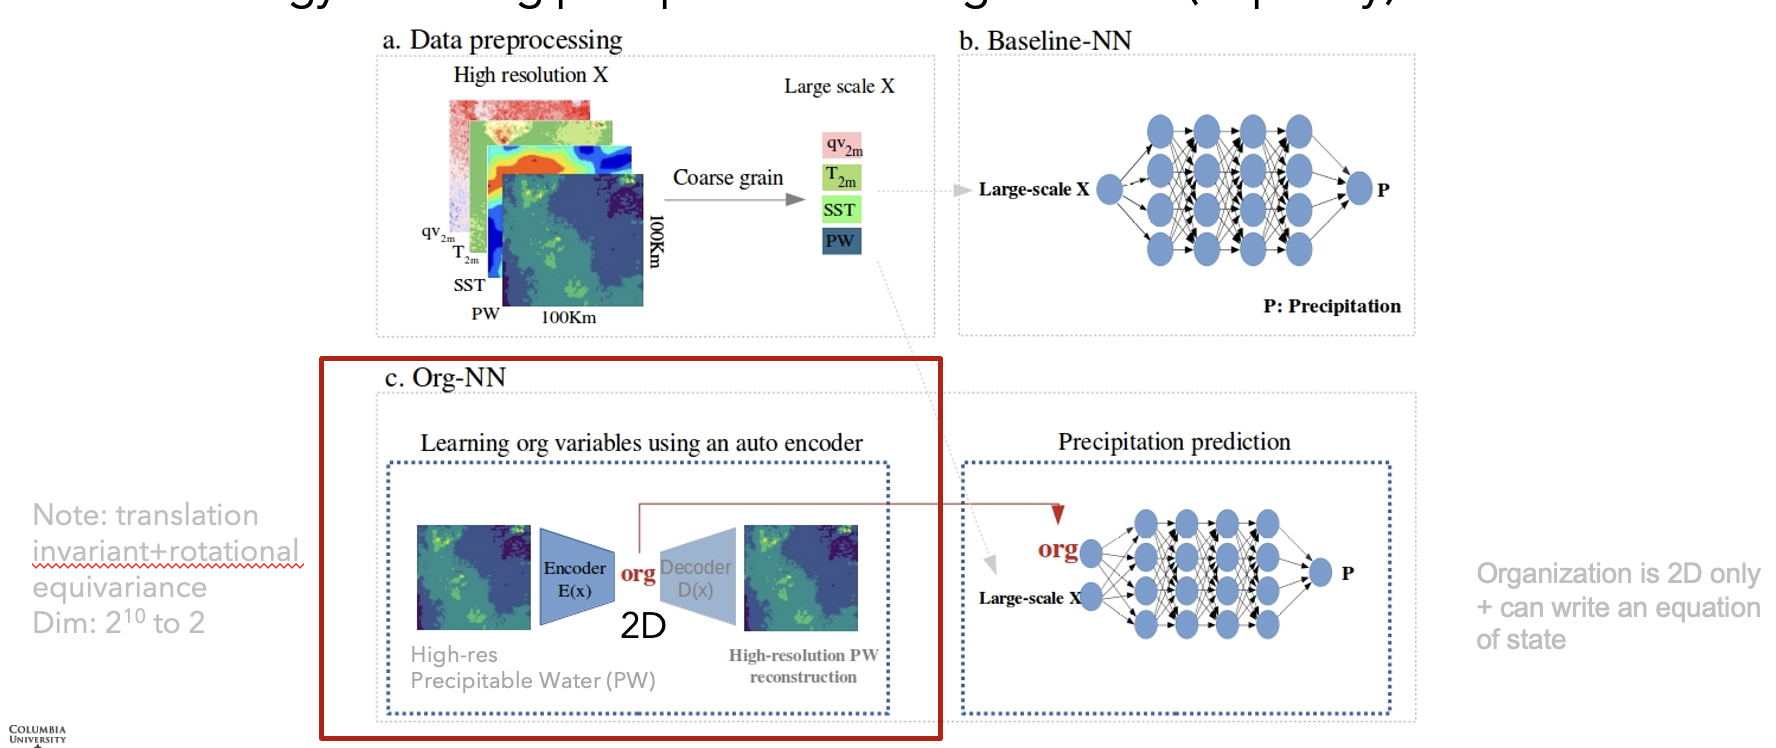 a. Data preprocessing
High resolution X
Large scale X
qv2m
T2m
SST
PW
100Km
100Km
Coarse grain
qv2m
T2m
SST
PW
b. Baseline-NN
Large-scale X
P
P: Precipitation
c. Org-NN
Learning org variables using an auto encoder
Encoder
E(x)
org
2D
Decoder
D(x)
High-res
Precipitable Water (PW)
High-resolution PW
reconstruction
Precipitation prediction
org
Large-scale X
P
Note: translation
invariant+rotational
equivariance
Dim: 2¹⁰ to 2
Organization is 2D only
+ can write an equation
of state
COLUMBIA
UNIVERSITY